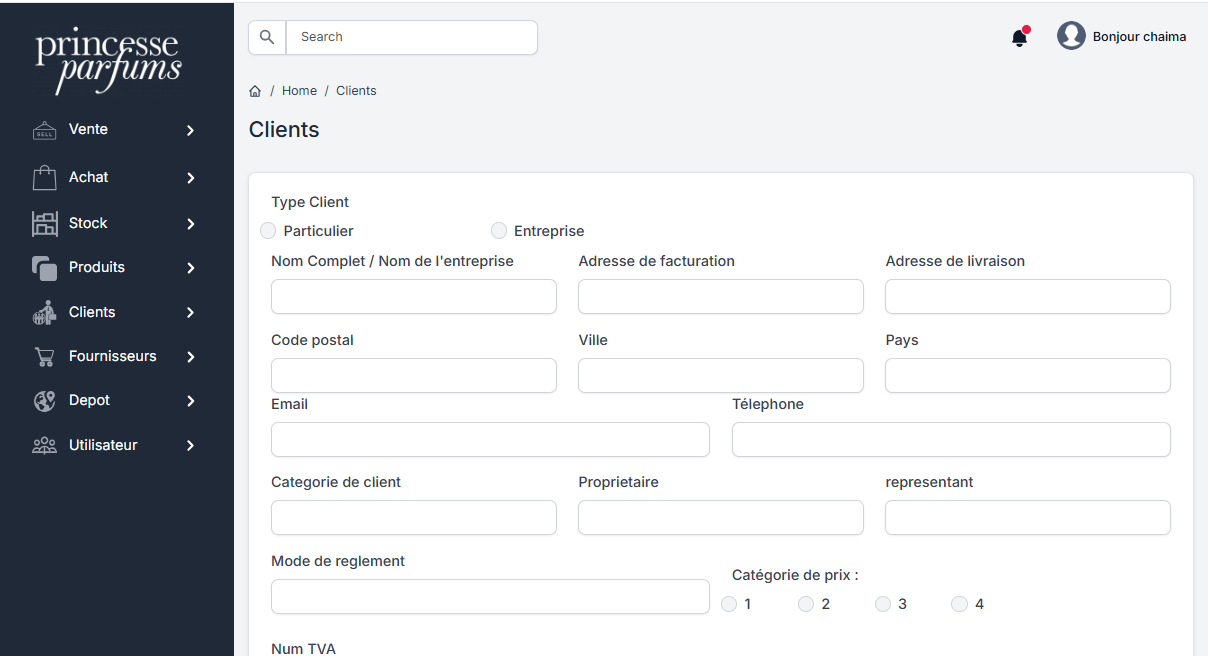 princesse
parfums
Search
Bonjour chaima
/ Home / Clients
Clients
SELL Vente
Achat
Stock
Produits
Clients
Fournisseurs
Depot
Utilisateur
Type Client
Particulier Entreprise
Nom Complet / Nom de l'entreprise Adresse de facturation Adresse de livraison
Code postal Ville Pays
Email Télephone
Categorie de client Proprietaire representant
Mode de reglement
Catégorie de prix :
1 2 3 4
Num TVA